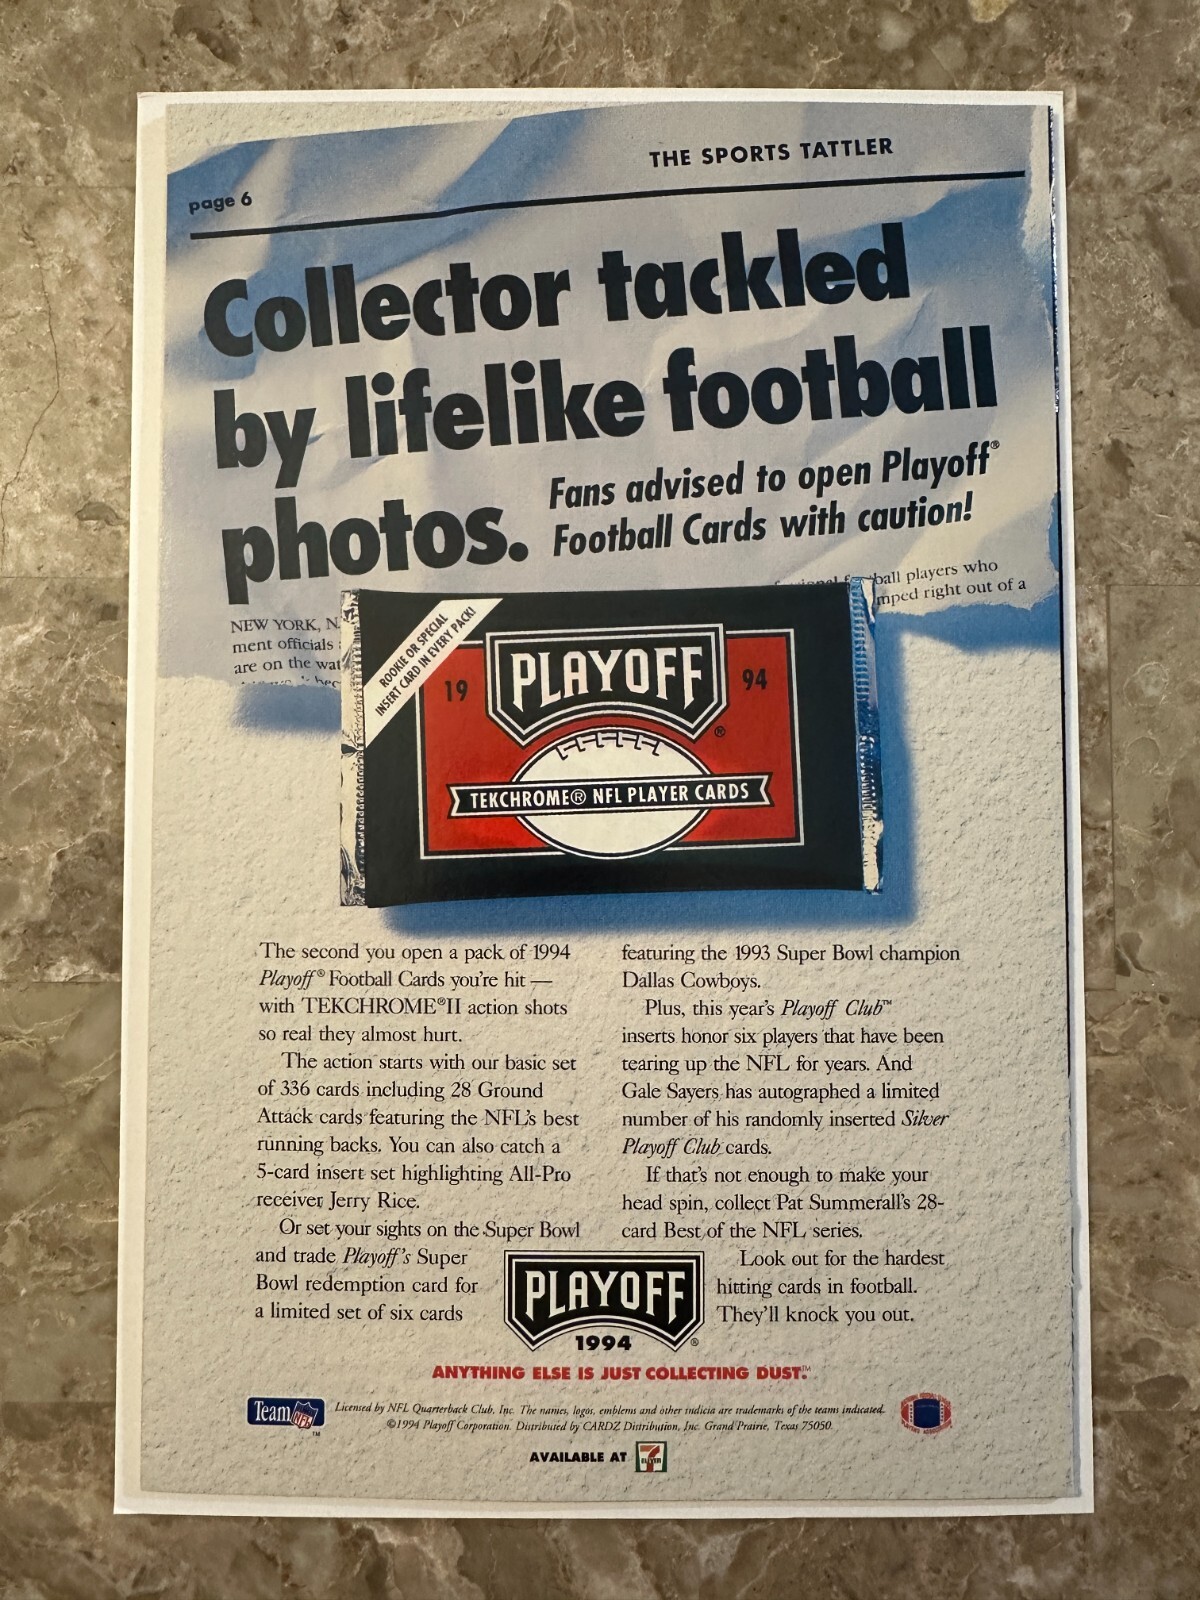 THE SPORTS TATTLER
page 6
Collector tackled
by lifelike football
photos.
Fans advised to open Playoff®
Football Cards with caution!
NEW YORK, N.
ment officials
are on the wat
ball players who
mped right out of a
ROOKIE OR SPECIAL
INSERT CARD IN EVERY PACK!
19 PLAYOFF® 94
TEKCHROME® NFL PLAYER CARDS
The second you open a pack of 1994
Playoff® Football Cards you're hit —
with TEKCHROME®II action shots
so real they almost hurt.
The action starts with our basic set
of 336 cards including 28 Ground
Attack cards featuring the NFL's best
running backs. You can also catch a
5-card insert set highlighting All-Pro
receiver Jerry Rice.
Or set your sights on the Super Bowl
and trade Playoff's Super
Bowl redemption card for
a limited set of six cards
featuring the 1993 Super Bowl champion
Dallas Cowboys.
Plus, this year's Playoff Club™
inserts honor six players that have been
tearing up the NFL for years. And
Gale Sayers has autographed a limited
number of his randomly inserted Silver
Playoff Club cards.
If that's not enough to make your
head spin, collect Pat Summerall's 28-
card Best of the NFL series.
Look out for the hardest
hitting cards in football.
They'll knock you out.
PLAYOFF®
1994
ANYTHING ELSE IS JUST COLLECTING DUST.™
Team NFL™
Licensed by NFL Quarterback Club, Inc. The names, logos, emblems and other indicia are trademarks of the teams indicated.
©1994 Playoff Corporation. Distributed by CARDZ Distribution, Inc. Grand Prairie, Texas 75050.
AVAILABLE AT 7 ELEVEN